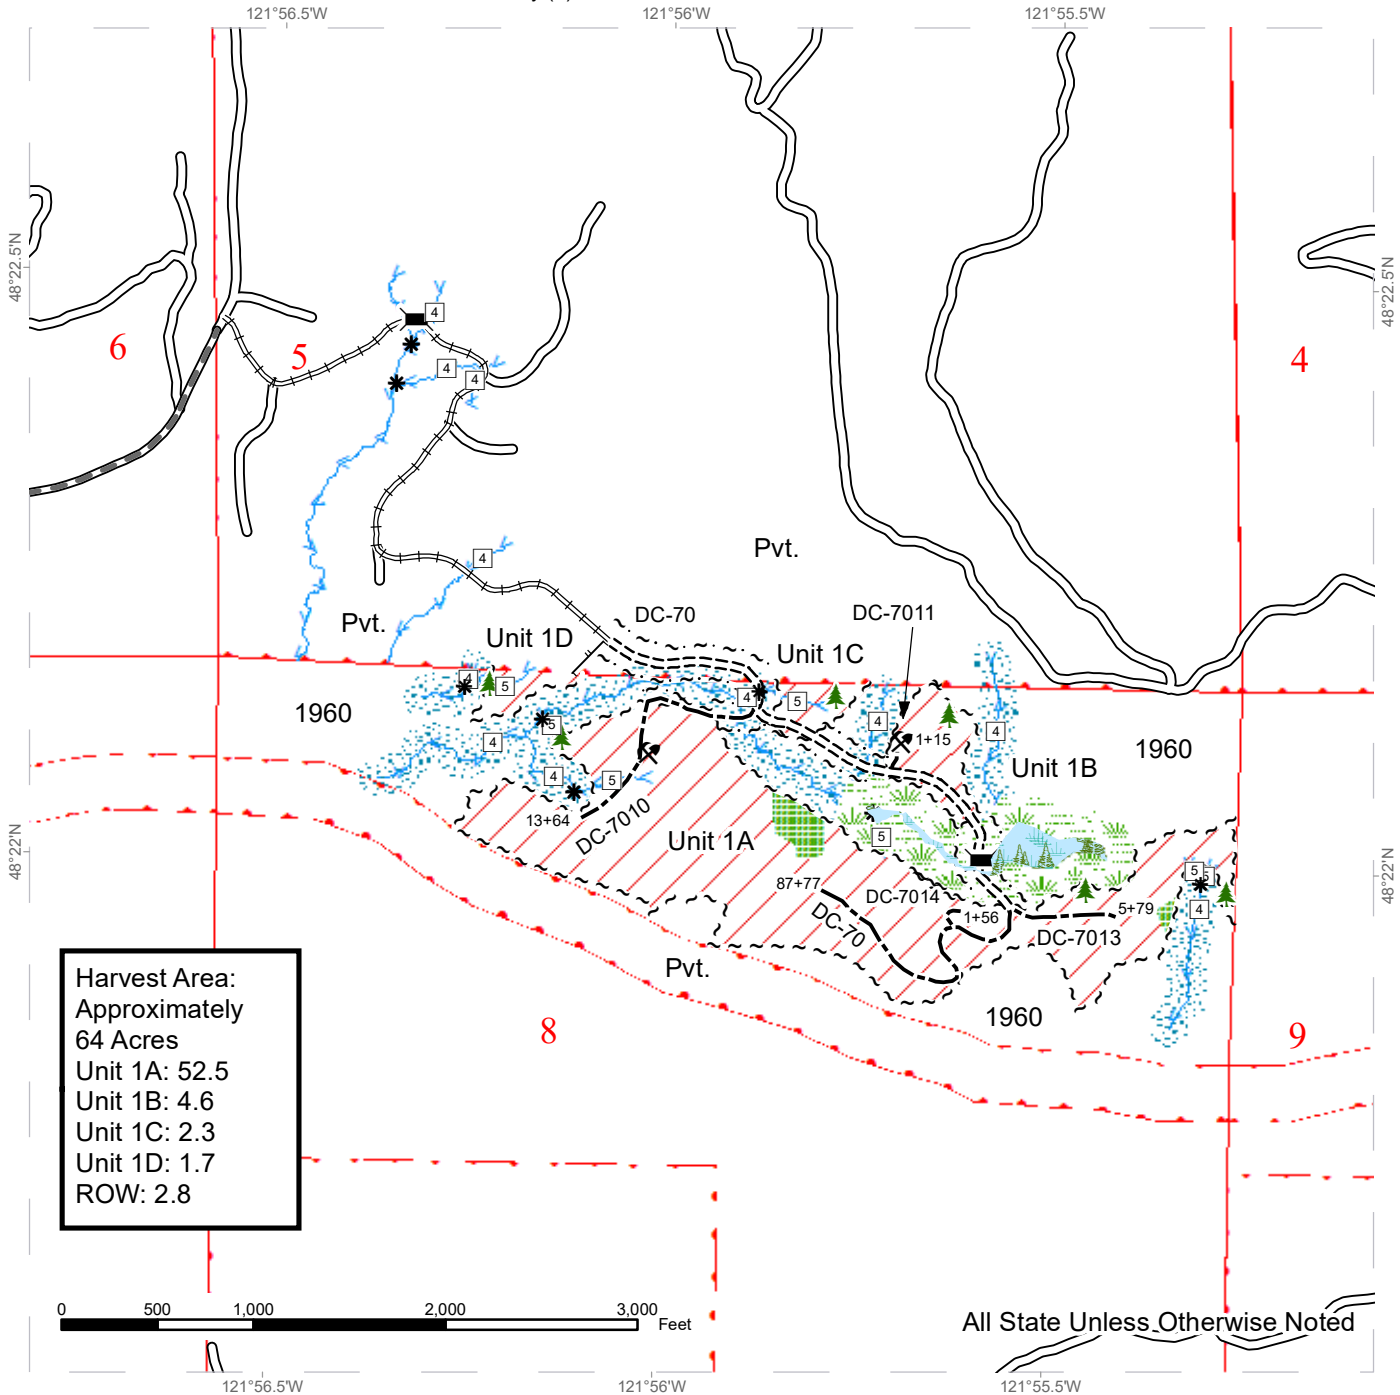 121°56.5'W
121°56'W
121°55.5'W
48°22.5'N
48°22.5'N
6
5
4
4
4
4
4
Pvt.
DC-70
DC-7011
Pvt.
Unit 1D
Unit 1C
4
5
4
5
1960
5
4
4
1+15
4
1960
Unit 1B
4
5
13+64
DC-7010
Unit 1A
5
48°22'N
48°22'N
87+77
DC-7014
5
5
4
1+56
5+79
DC-70
DC-7013
Pvt.
1960
8
9
Harvest Area:
Approximately
64 Acres
Unit 1A: 52.5
Unit 1B: 4.6
Unit 1C: 2.3
Unit 1D: 1.7
ROW: 2.8
0
500
1,000
2,000
3,000
Feet
All State Unless Otherwise Noted
121°56.5'W
121°56'W
121°55.5'W